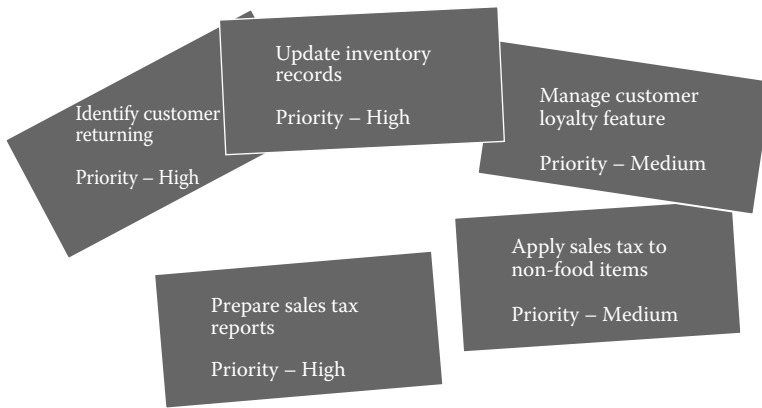 Identify customer
returning
Priority – High
Update inventory
records
Priority – High
Manage customer
loyalty feature
Priority – Medium
Prepare sales tax
reports
Priority – High
Apply sales tax to
non-food items
Priority – Medium